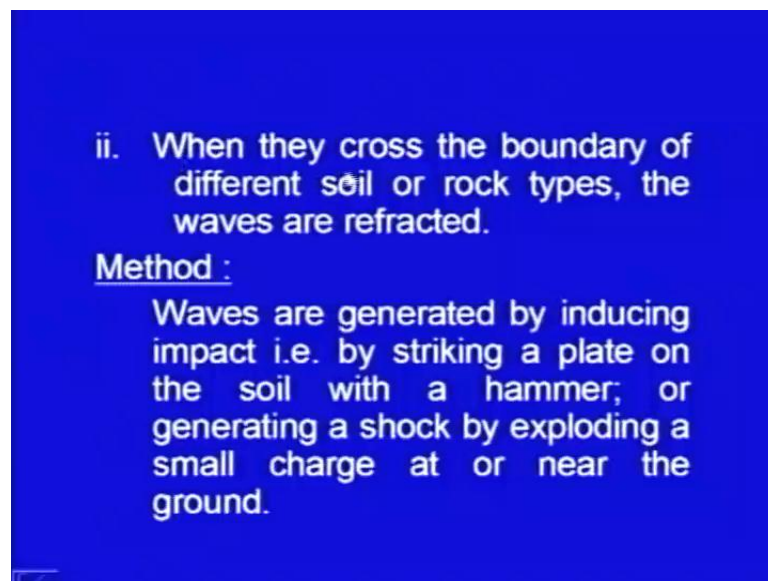 ii. When they cross the boundary of
different soil or rock types, the
waves are refracted.
Method :
Waves are generated by inducing
impact i.e. by striking a plate on
the soil with a hammer; or
generating a shock by exploding a
small charge at or near the
ground.